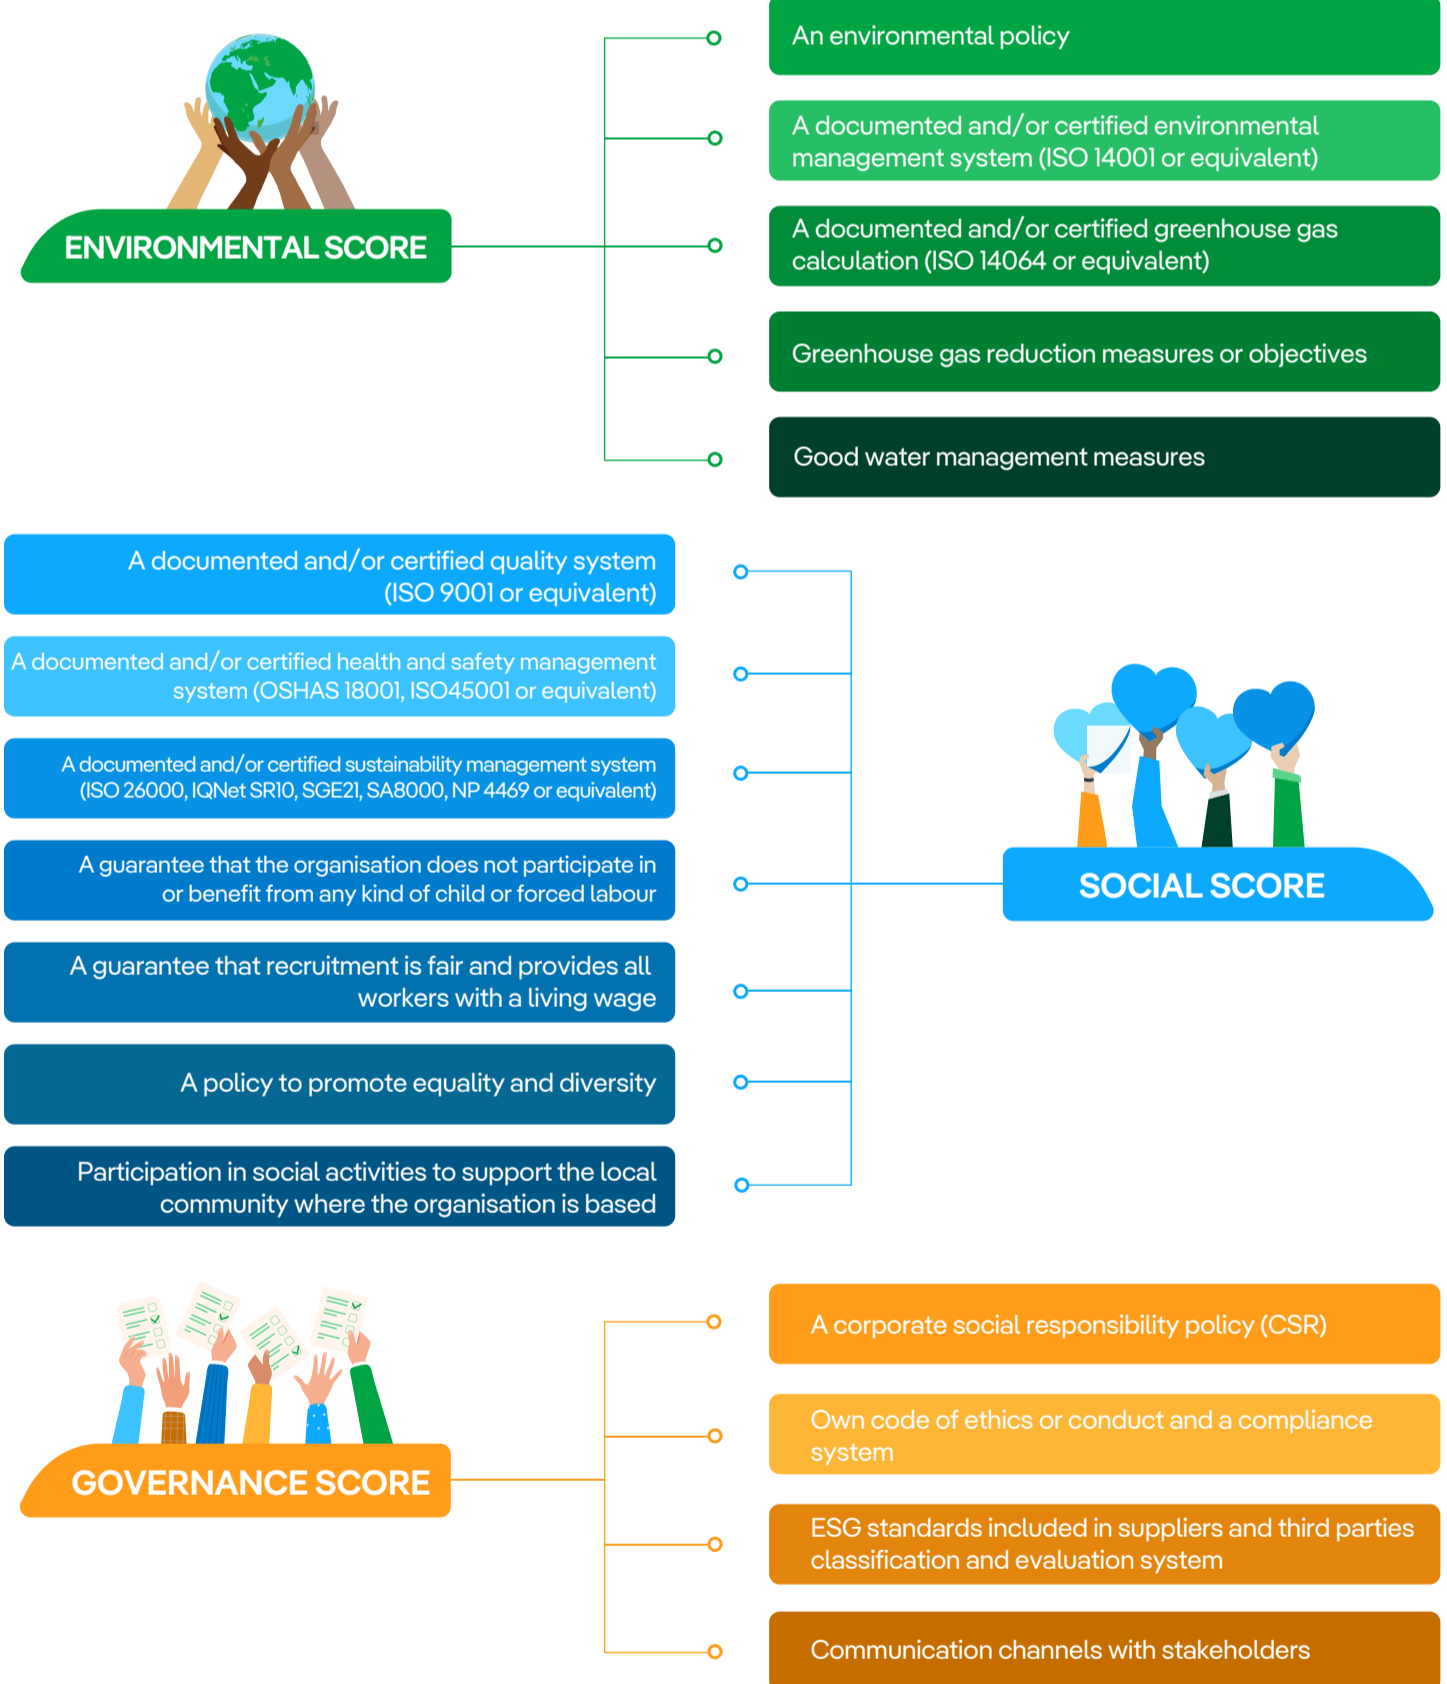 ENVIRONMENTAL SCORE
An environmental policy
A documented and/or certified environmental
management system (ISO 14001 or equivalent)
A documented and/or certified greenhouse gas
calculation (ISO 14064 or equivalent)
Greenhouse gas reduction measures or objectives
Good water management measures
SOCIAL SCORE
A documented and/or certified quality system
(ISO 9001 or equivalent)
A documented and/or certified health and safety management
system (OSHAS 18001, ISO45001 or equivalent)
A documented and/or certified sustainability management system
(ISO 26000, IQNet SR10, SGE21, SA8000, NP 4469 or equivalent)
A guarantee that the organisation does not participate in
or benefit from any kind of child or forced labour
A guarantee that recruitment is fair and provides all
workers with a living wage
A policy to promote equality and diversity
Participation in social activities to support the local
community where the organisation is based
GOVERNANCE SCORE
A corporate social responsibility policy (CSR)
Own code of ethics or conduct and a compliance
system
ESG standards included in suppliers and third parties
classification and evaluation system
Communication channels with stakeholders